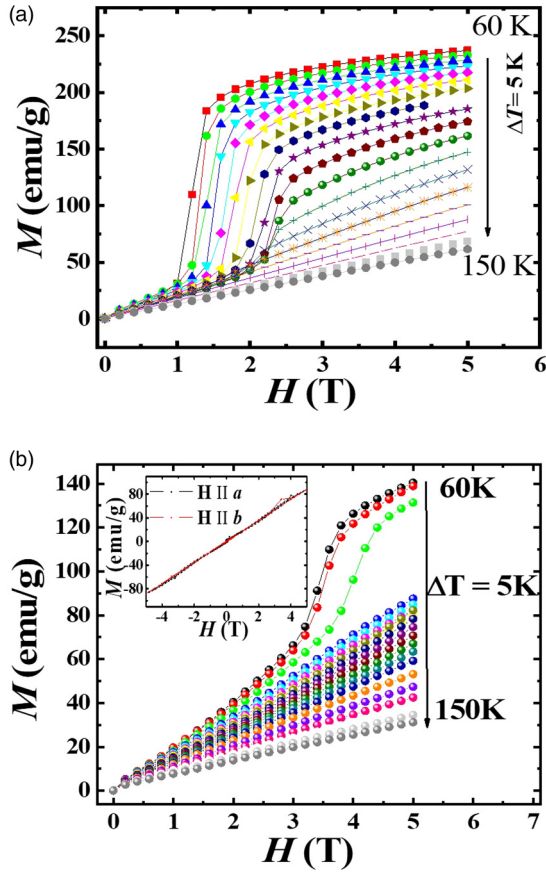 (a)
60 K
ΔT= 5 K
150 K
250
200
150
100
50
0
M (emu/g)
0 1 2 3 4 5 6
H (T)
(b)
140
120
100
80
60
40
20
0
M (emu/g)
80
40
0
-40
-80
M (emu/g)
H II a
H II b
-4 -2 0 2 4
H (T)
60K
ΔT = 5K
150K
0 1 2 3 4 5 6
H (T)